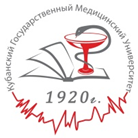 Кубанский Государственный Медицинский Университет
1920г.